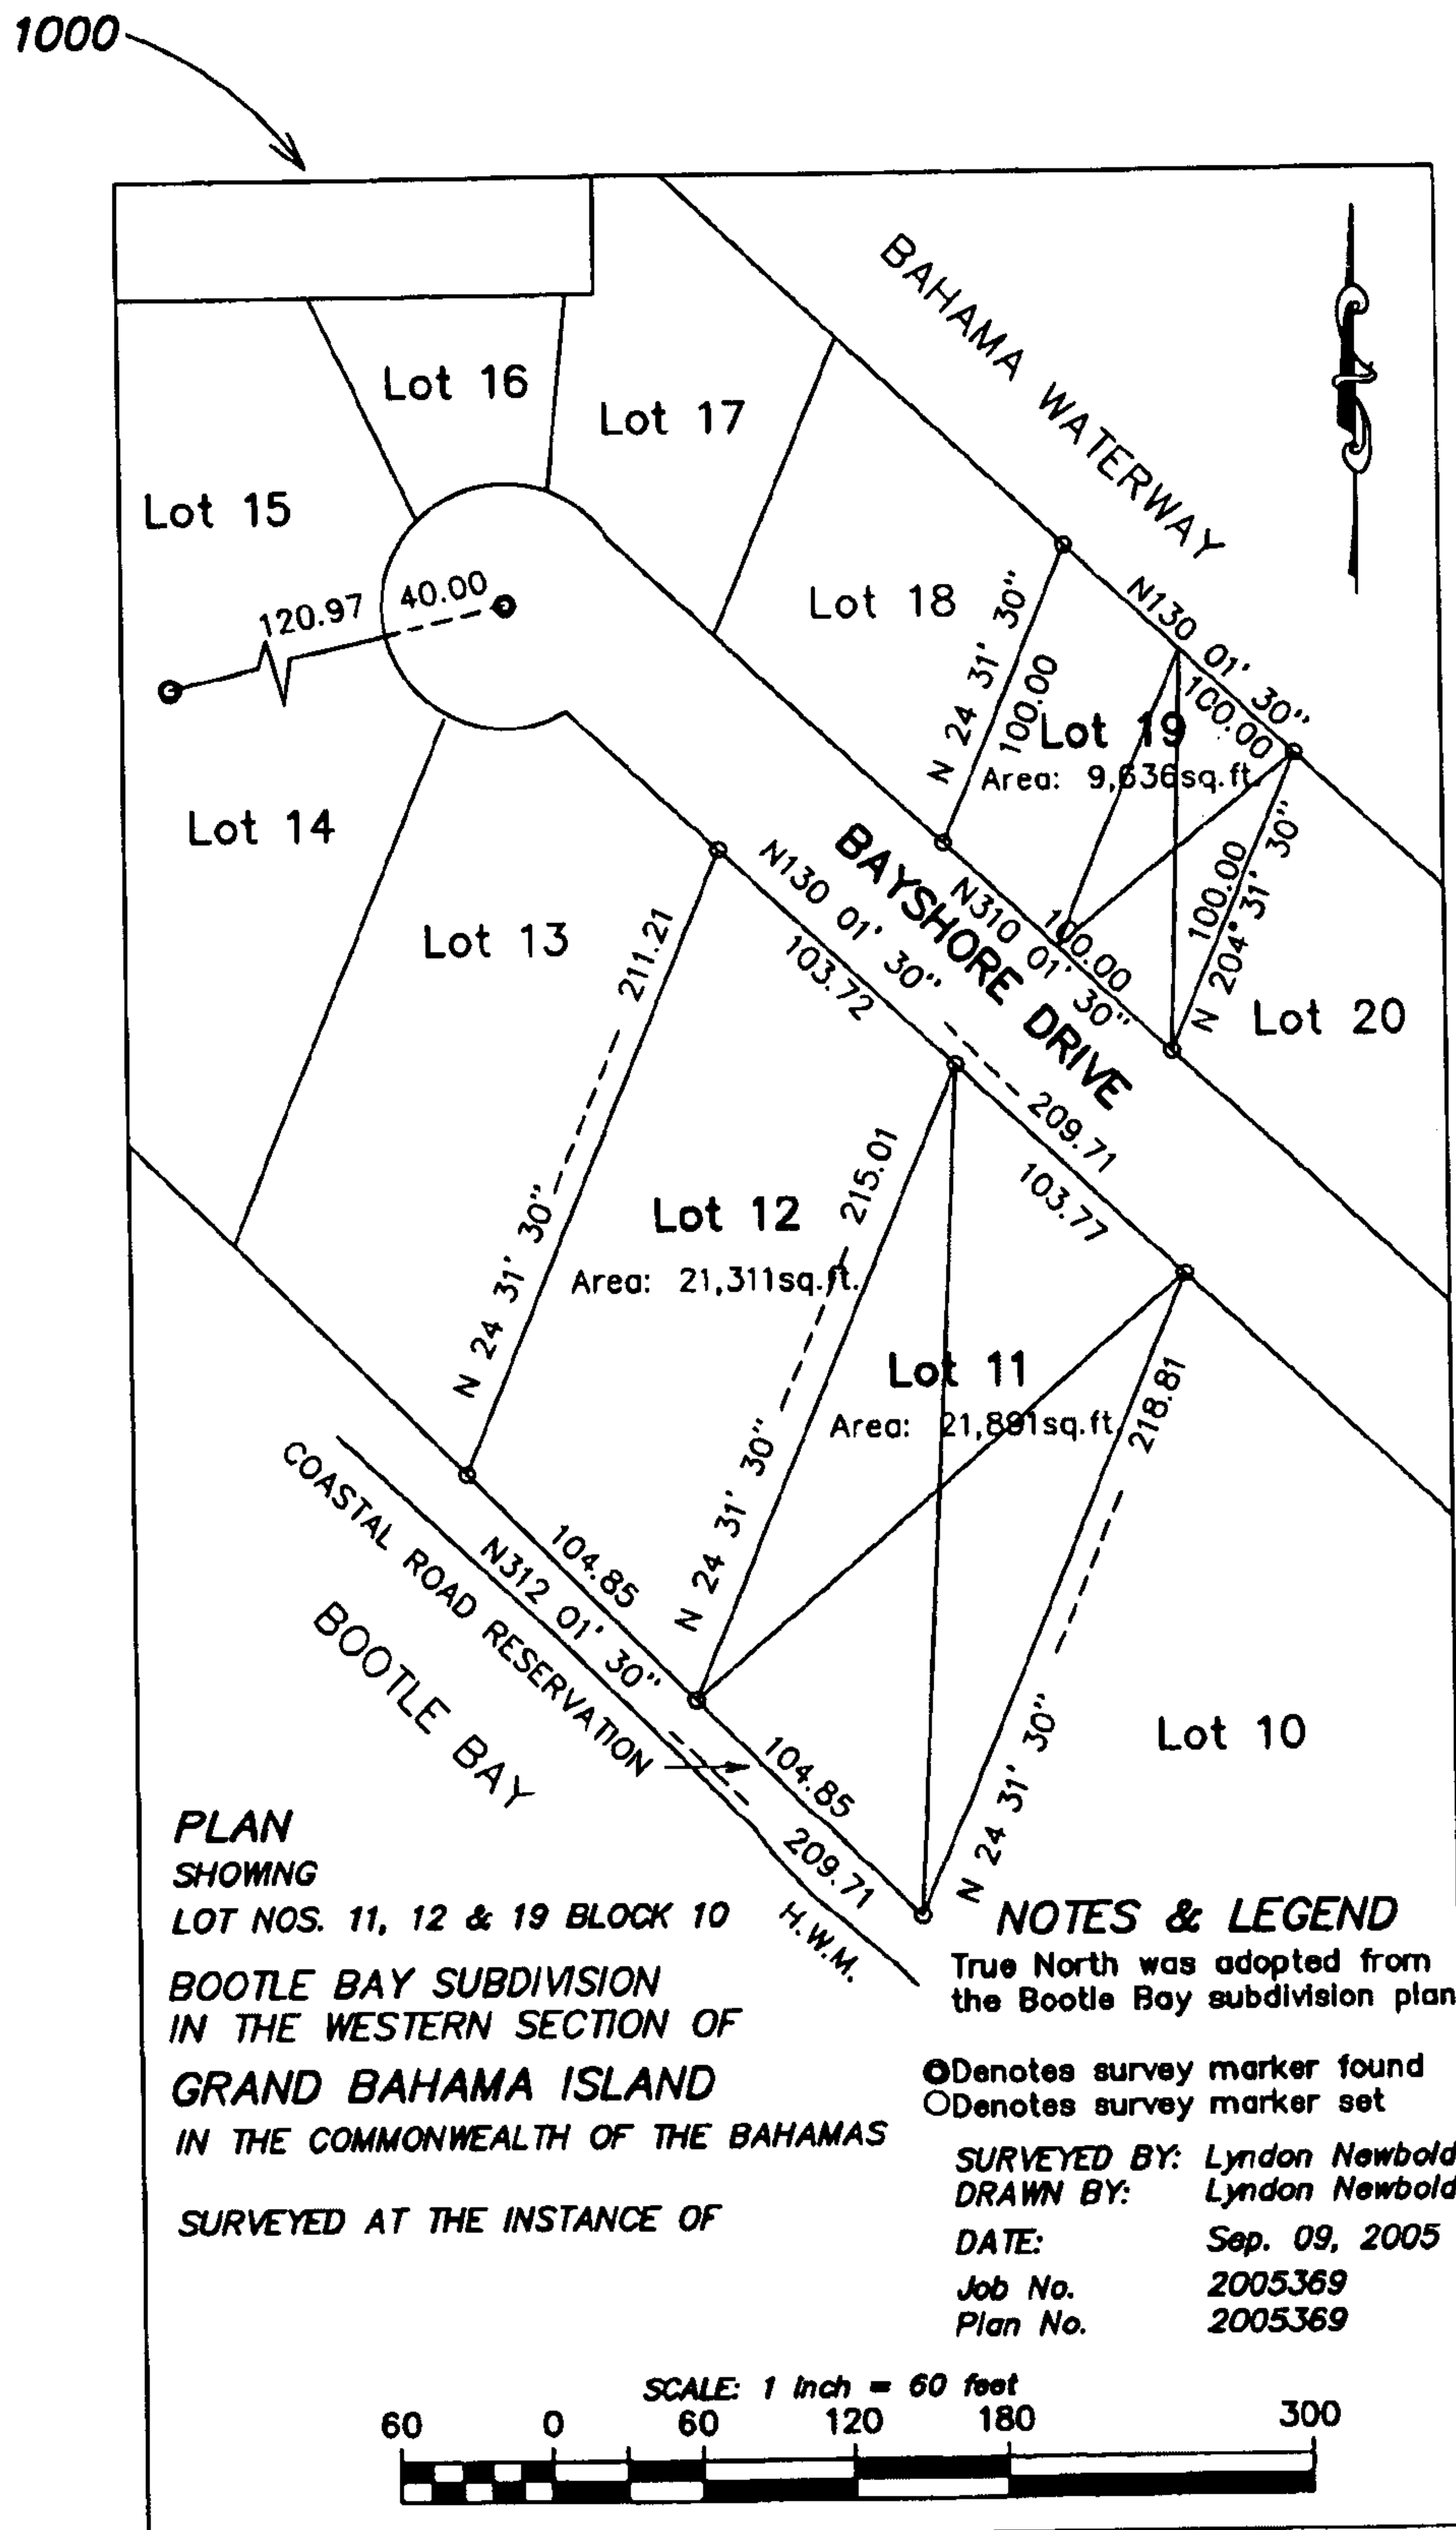 1000
BAHAMA WATERWAY
Lot 16
Lot 17
Lot 15
120.97
40.00
Lot 18
N 24 31' 30"
100.00
N130 01' 30"
100.00
Lot 19
Area: 9,636sq.ft.
Lot 14
BAYSHORE DRIVE
N310 01' 30"
100.00
100.00
N 204° 31' 30"
Lot 20
Lot 13
N 24 31' 30" 211.21
N130 01' 30" 209.71
103.72
103.77
Lot 12
Area: 21,311sq.ft.
N 24 31' 30" 215.01
Lot 11
Area: 21,891sq.ft.
N 24 31' 30" 218.81
Lot 10
COASTAL ROAD RESERVATION
104.85
104.85
N312 01' 30" 209.71
BOOTLE BAY
H.W.M.
PLAN
SHOWING
LOT NOS. 11, 12 & 19 BLOCK 10
BOOTLE BAY SUBDIVISION
IN THE WESTERN SECTION OF
GRAND BAHAMA ISLAND
IN THE COMMONWEALTH OF THE BAHAMAS
SURVEYED AT THE INSTANCE OF
NOTES & LEGEND
True North was adopted from
the Bootle Bay subdivision plan
Denotes survey marker found
Denotes survey marker set
SURVEYED BY: Lyndon Newbold
DRAWN BY: Lyndon Newbold
DATE: Sep. 09, 2005
Job No. 2005369
Plan No. 2005369
SCALE: 1 inch = 60 feet
60 0 60 120 180 300